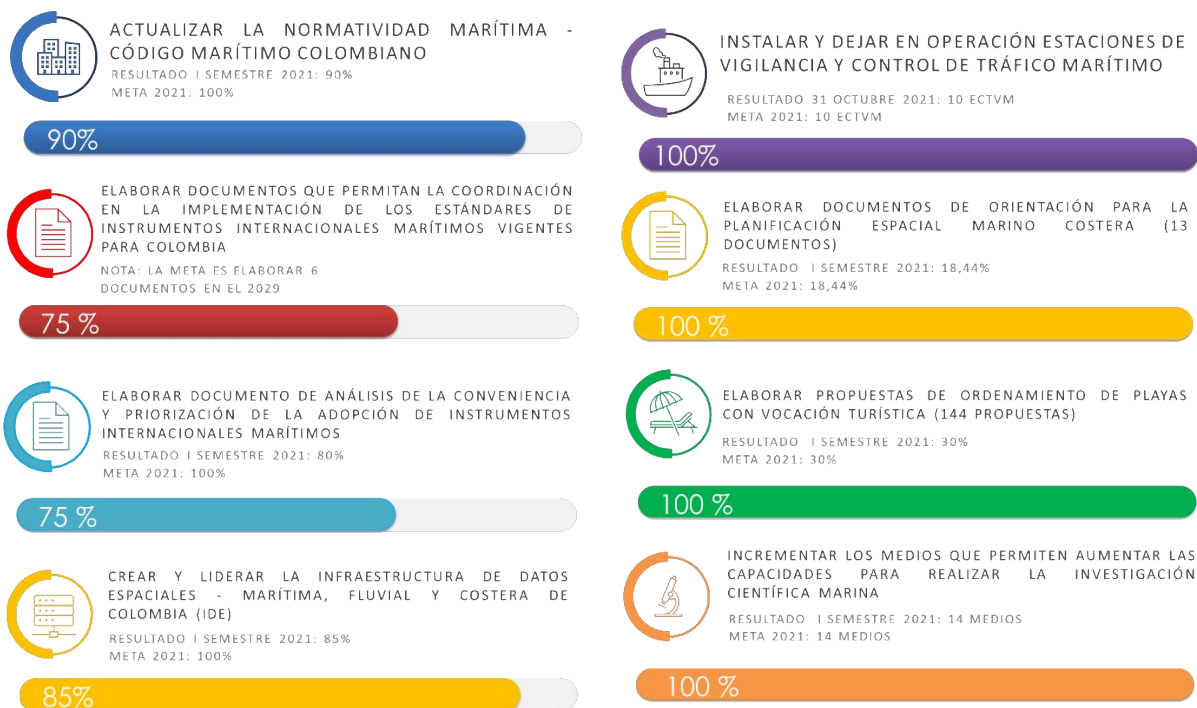 ACTUALIZAR LA NORMATIVIDAD MARÍTIMA -
CÓDIGO MARÍTIMO COLOMBIANO
RESULTADO I SEMESTRE 2021: 90%
META 2021: 100%
90%
ELABORAR DOCUMENTOS QUE PERMITAN LA COORDINACIÓN
EN LA IMPLEMENTACIÓN DE LOS ESTÁNDARES DE
INSTRUMENTOS INTERNACIONALES MARÍTIMOS VIGENTES
PARA COLOMBIA
NOTA: LA META ES ELABORAR 6
DOCUMENTOS EN EL 2029
75 %
ELABORAR DOCUMENTO DE ANÁLISIS DE LA CONVENIENCIA
Y PRIORIZACIÓN DE LA ADOPCIÓN DE INSTRUMENTOS
INTERNACIONALES MARÍTIMOS
RESULTADO I SEMESTRE 2021: 80%
META 2021: 100%
75 %
CREAR Y LIDERAR LA INFRAESTRUCTURA DE DATOS
ESPACIALES - MARÍTIMA, FLUVIAL Y COSTERA DE
COLOMBIA (IDE)
RESULTADO I SEMESTRE 2021: 85%
META 2021: 100%
85%
INSTALAR Y DEJAR EN OPERACIÓN ESTACIONES DE
VIGILANCIA Y CONTROL DE TRÁFICO MARÍTIMO
RESULTADO 31 OCTUBRE 2021: 10 ECTVM
META 2021: 10 ECTVM
100%
ELABORAR DOCUMENTOS DE ORIENTACIÓN PARA LA
PLANIFICACIÓN ESPACIAL MARINO COSTERA (13
DOCUMENTOS)
RESULTADO I SEMESTRE 2021: 18,44%
META 2021: 18,44%
100 %
ELABORAR PROPUESTAS DE ORDENAMIENTO DE PLAYAS
CON VOCACIÓN TURÍSTICA (144 PROPUESTAS)
RESULTADO I SEMESTRE 2021: 30%
META 2021: 30%
100 %
INCREMENTAR LOS MEDIOS QUE PERMITEN AUMENTAR LAS
CAPACIDADES PARA REALIZAR LA INVESTIGACIÓN
CIENTÍFICA MARINA
RESULTADO I SEMESTRE 2021: 14 MEDIOS
META 2021: 14 MEDIOS
100 %